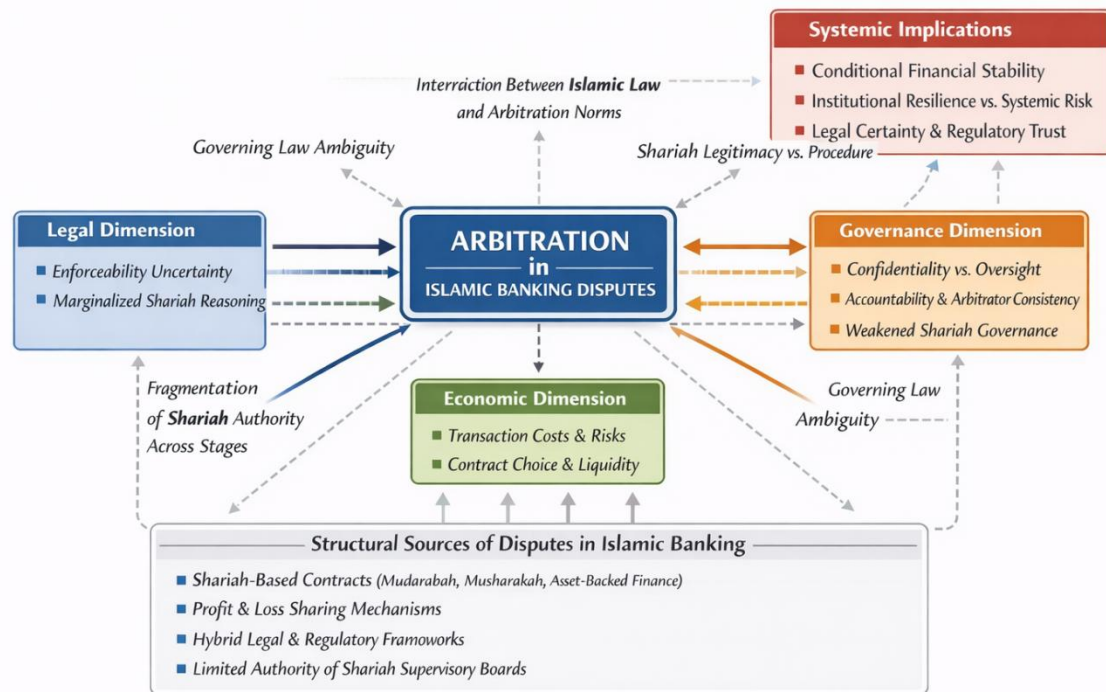 Systemic Implications
Conditional Financial Stability
Institutional Resilience vs. Systemic Risk
Legal Certainty & Regulatory Trust
Interraction Between Islamic Law
and Arbitration Norms
Governing Law Ambiguity
Shariah Legitimacy vs. Procedure
Legal Dimension
Enforceability Uncertainty
Marginalized Shariah Reasoning
ARBITRATION
in
ISLAMIC BANKING DISPUTES
Governance Dimension
Confidentiality vs. Oversight
Accountability & Arbitrator Consistency
Weakened Shariah Governance
Fragmentation
of Shariah Authority
Across Stages
Economic Dimension
Transaction Costs & Risks
Contract Choice & Liquidity
Governing Law
Ambiguity
Structural Sources of Disputes in Islamic Banking
Shariah-Based Contracts (Mudarabah, Musharakah, Asset-Backed Finance)
Profit & Loss Sharing Mechanisms
Hybrid Legal & Regulatory Framoworks
Limited Authority of Shariah Supervisory Boards